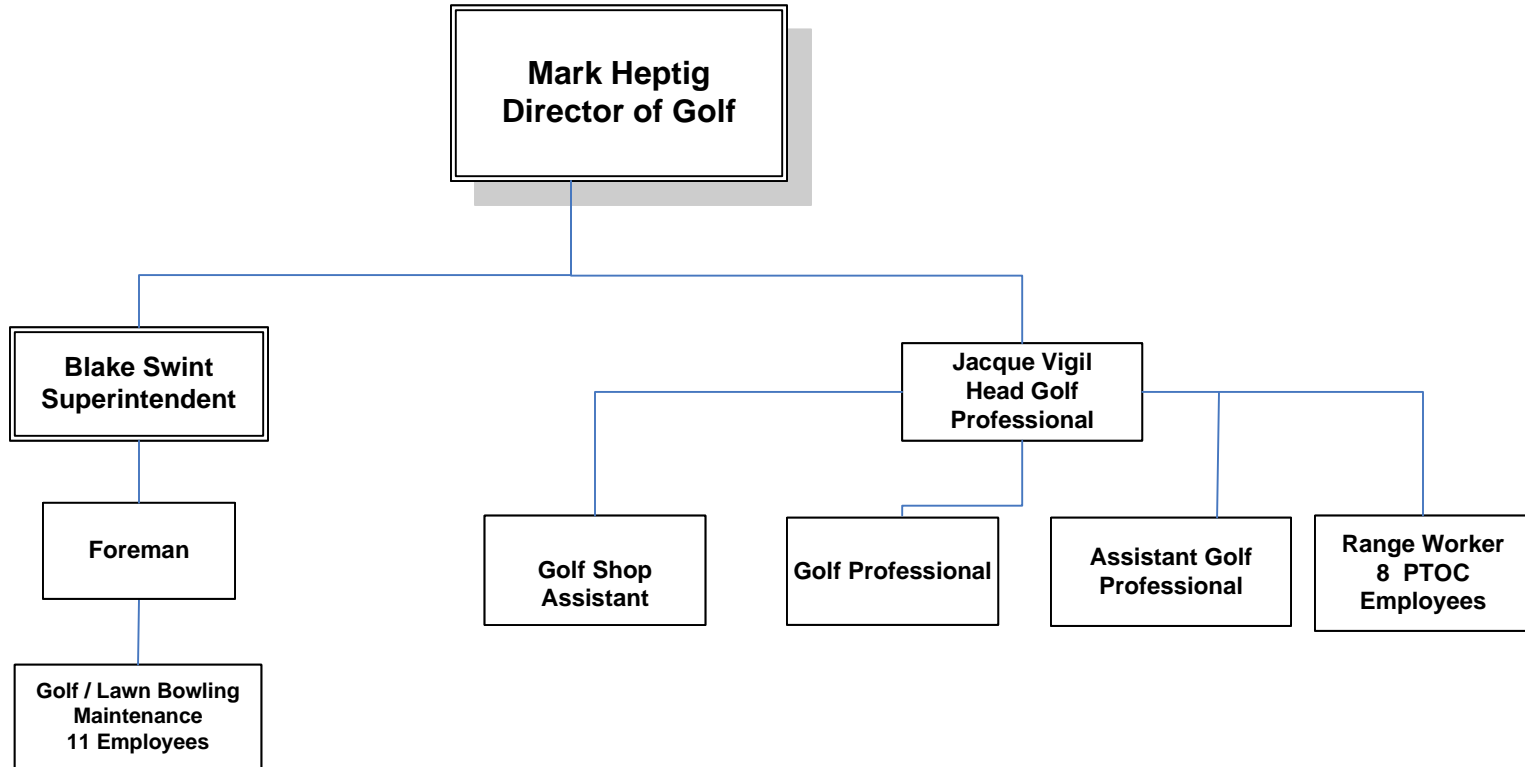 Mark Heptig
Director of Golf
Blake Swint
Superintendent
Jacque Vigil
Head Golf
Professional
Foreman
Golf Shop
Assistant
Golf Professional
Assistant Golf
Professional
Range Worker
8 PTOC
Employees
Golf / Lawn Bowling
Maintenance
11 Employees